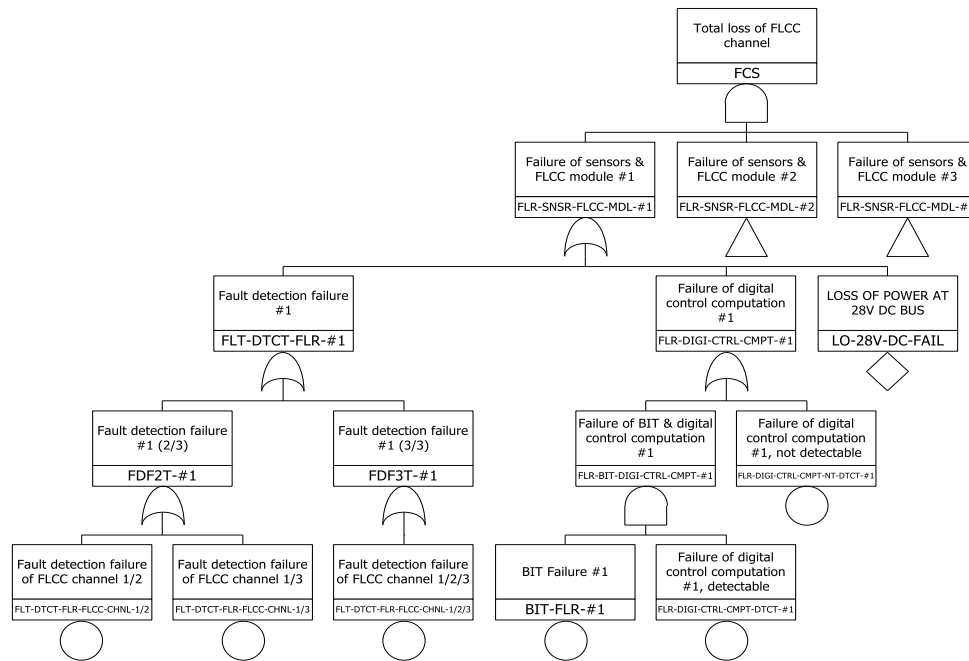 Total loss of FLCC
channel
FCS
Failure of sensors &
FLCC module #1
FLR-SNSR-FLCC-MDL-#1
Failure of sensors &
FLCC module #2
FLR-SNSR-FLCC-MDL-#2
Failure of sensors &
FLCC module #3
FLR-SNSR-FLCC-MDL-#
Fault detection failure
#1
FLT-DTCT-FLR-#1
Failure of digital
control computation
#1
FLR-DIGI-CTRL-CMPT-#1
LOSS OF POWER AT
28V DC BUS
LO-28V-DC-FAIL
Fault detection failure
#1 (2/3)
FDF2T-#1
Fault detection failure
#1 (3/3)
FDF3T-#1
Failure of BIT & digital
control computation
#1
FLR-BIT-DIGI-CTRL-CMPT-#1
Failure of digital
control computation
#1, not detectable
FLR-DIGI-CTRL-CMPT-NT-DTCT-#1
Fault detection failure
of FLCC channel 1/2
FLT-DTCT-FLR-FLCC-CHNL-1/2
Fault detection failure
of FLCC channel 1/3
FLT-DTCT-FLR-FLCC-CHNL-1/3
Fault detection failure
of FLCC channel 1/2/3
FLT-DTCT-FLR-FLCC-CHNL-1/2/3
BIT Failure #1
BIT-FLR-#1
Failure of digital
control computation
#1, detectable
FLR-DIGI-CTRL-CMPT-DTCT-#1